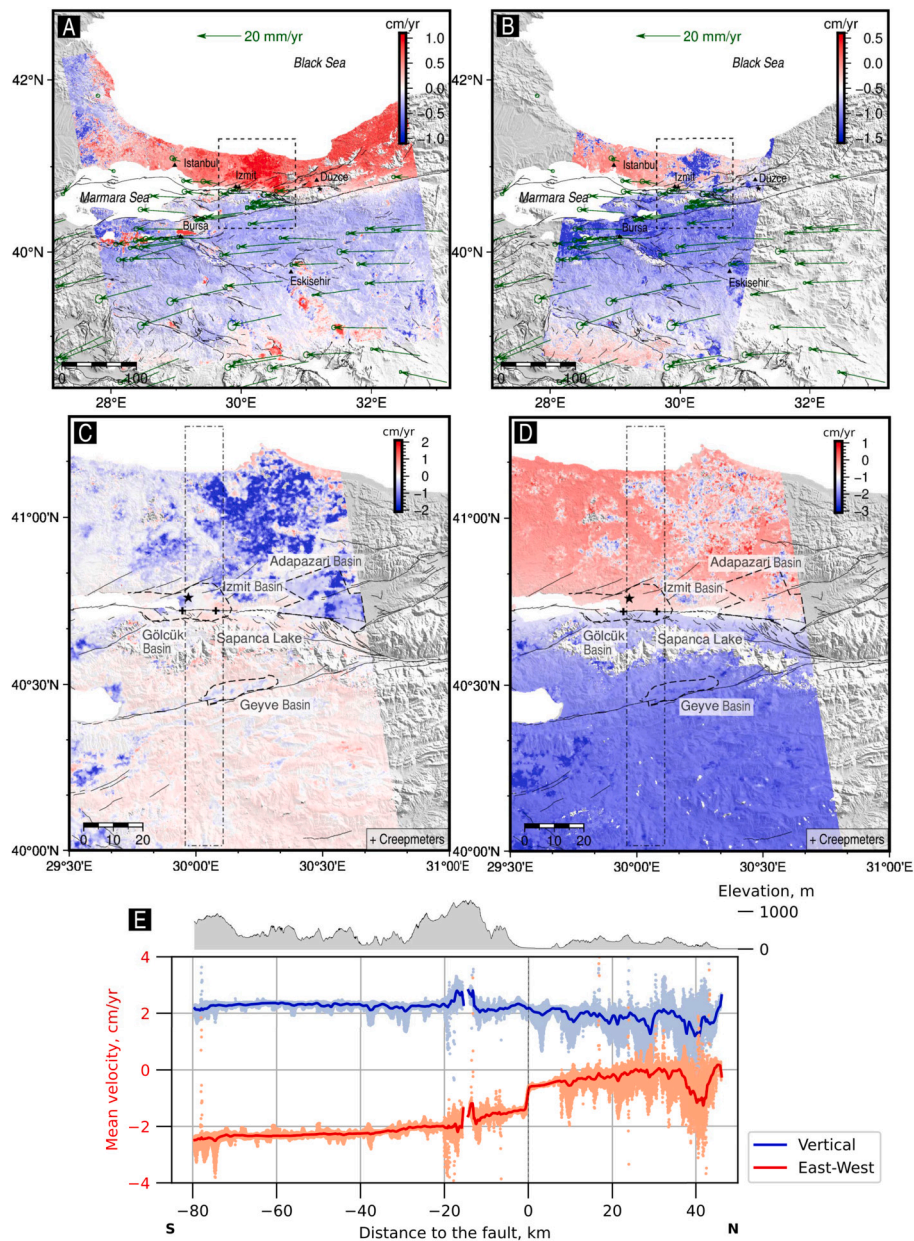 A
20 mm/yr
Black Sea
cm/yr
1.0
0.5
0.0
−0.5
−1.0
42°N
40°N
Istanbul
Izmit
Düzce
Marmara Sea
Bursa
Eskisehir
0
100
28°E
30°E
32°E
B
20 mm/yr
Black Sea
cm/yr
0.5
0.0
−0.5
−1.0
42°N
40°N
Istanbul
Izmit
Düzce
Marmara Sea
Bursa
Eskisehir
0
100
28°E
30°E
32°E
C
cm/yr
2
1
0
−1
−2
41°00'N
40°30'N
40°00'N
Adapazari Basin
Izmit Basin
Gölcük
Basin
Sapanca Lake
Geyve Basin
0
10
20
+ Creepmeters
29°30'E
30°00'E
30°30'E
31°00'E
D
cm/yr
1
0
−1
−2
−3
41°00'N
40°30'N
40°00'N
Adapazari Basin
Izmit Basin
Gölcük
Basin
Sapanca Lake
Geyve Basin
0
10
20
+ Creepmeters
29°30'E
30°00'E
30°30'E
31°00'E
E
Elevation, m
1000
0
Mean velocity, cm/yr
4
2
0
−2
−4
−80
−60
−40
−20
0
20
40
S
Distance to the fault, km
N
Vertical
East-West